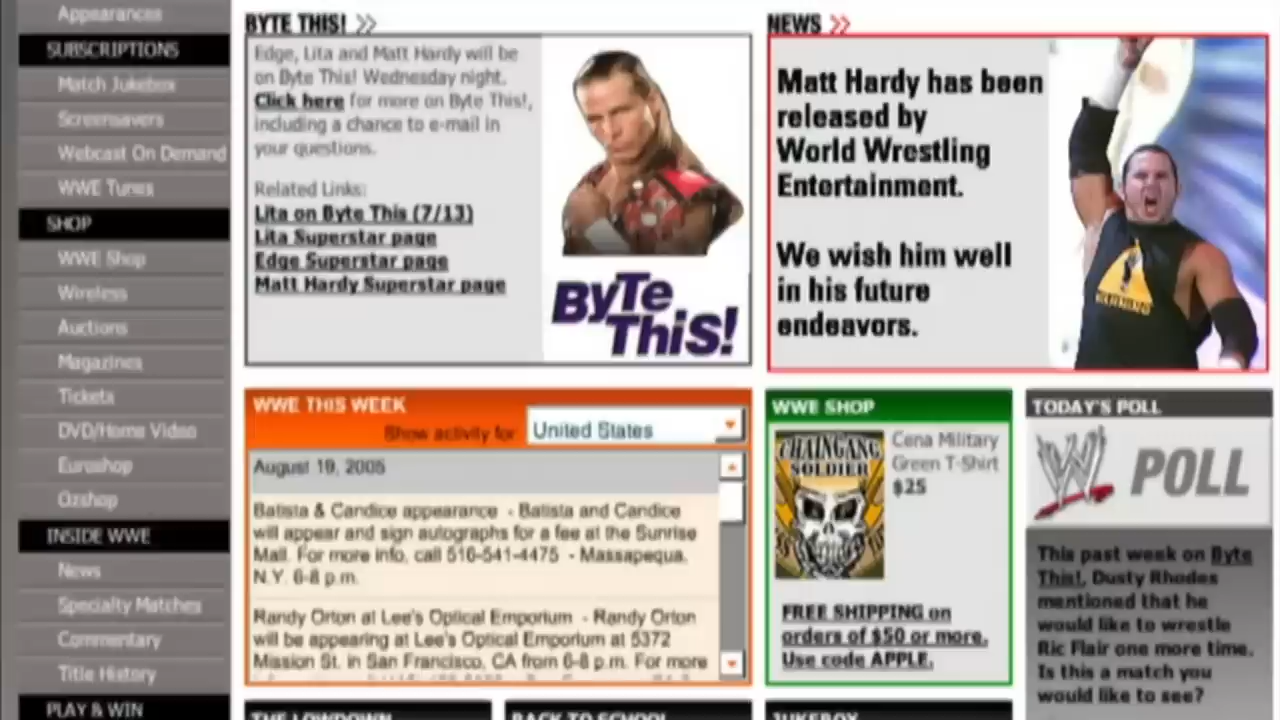 Appearances
SUBSCRIPTIONS
Match Jukebox
Screensavers
Webcast On Demand
WWE Tunes
SHOP
WWE Shop
Wireless
Auctions
Magazines
Tickets
DVD/Home Video
Euroshop
Ozshop
INSIDE WWE
News
Specialty Matches
Commentary
Title History
PLAY & WIN
BYTE THIS! >>
Edge, Lita and Matt Hardy will be
on Byte This! Wednesday night.
Click here for more on Byte This!,
including a chance to e-mail in
your questions.
Related Links:
Lita on Byte This (7/13)
Lita Superstar page
Edge Superstar page
Matt Hardy Superstar page
ByTe
THiS!
NEWS >>
Matt Hardy has been
released by
World Wrestling
Entertainment.
We wish him well
in his future
endeavors.
WWE THIS WEEK
Show activity for
United States
August 19, 2005
Batista & Candice appearance - Batista and Candice
will appear and sign autographs for a fee at the Sunrise
Mall. For more info, call 516-541-4475 - Massapequa,
N.Y. 6-8 p.m.
Randy Orton at Lee's Optical Emporium - Randy Orton
will be appearing at Lee's Optical Emporium at 5372
Mission St. in San Francisco, CA from 6-8 p.m. For more
WWE SHOP
CHAINGANG
SOLDIER
Cena Military
Green T-Shirt
$25
FREE SHIPPING on
orders of $50 or more.
Use code APPLE.
TODAY'S POLL
W POLL
This past week on Byte
This!, Dusty Rhodes
mentioned that he
would like to wrestle
Ric Flair one more time.
Is this a match you
would like to see?
THE LOWDOWN
BACK TO SCHOOL
JUKEBOX